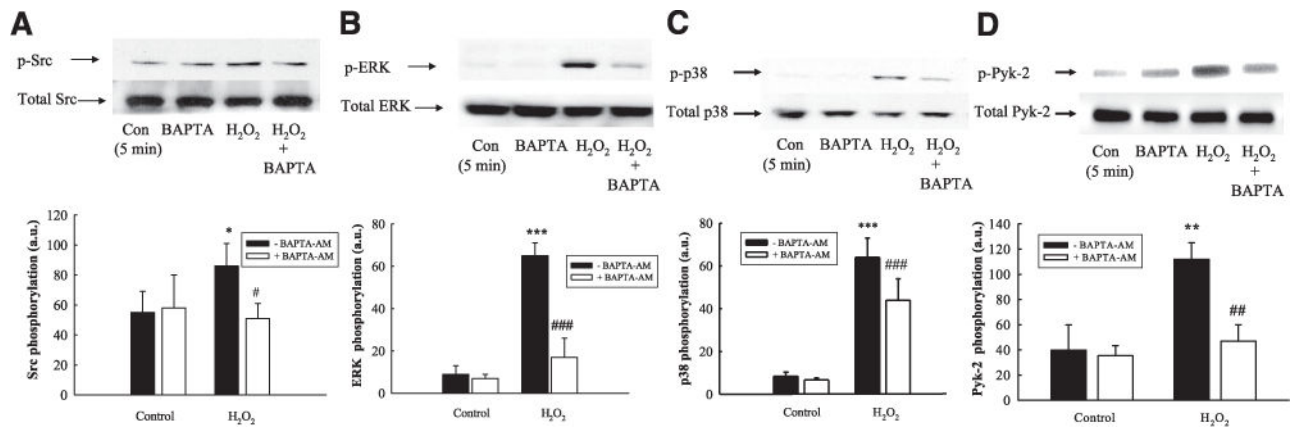 A
p-Src
Total Src
Con
(5 min)
BAPTA
H2O2
H2O2
+
BAPTA
Src phosphorylation (a.u.)
120
100
80
60
40
20
0
*
#
- BAPTA-AM
+ BAPTA-AM
Control
H2O2
B
p-ERK
Total ERK
Con
(5 min)
BAPTA
H2O2
H2O2
+
BAPTA
ERK phosphorylation (a.u.)
80
60
40
20
0
***
###
- BAPTA-AM
+ BAPTA-AM
Control
H2O2
C
p-p38
Total p38
Con
(5 min)
BAPTA
H2O2
H2O2
+
BAPTA
p38 phosphorylation (a.u.)
80
60
40
20
0
***
###
- BAPTA-AM
+ BAPTA-AM
Control
H2O2
D
p-Pyk-2
Total Pyk-2
Con
(5 min)
BAPTA
H2O2
H2O2
+
BAPTA
Pyk-2 phosphorylation (a.u.)
140
120
100
80
60
40
20
0
**
##
- BAPTA-AM
+ BAPTA-AM
Control
H2O2